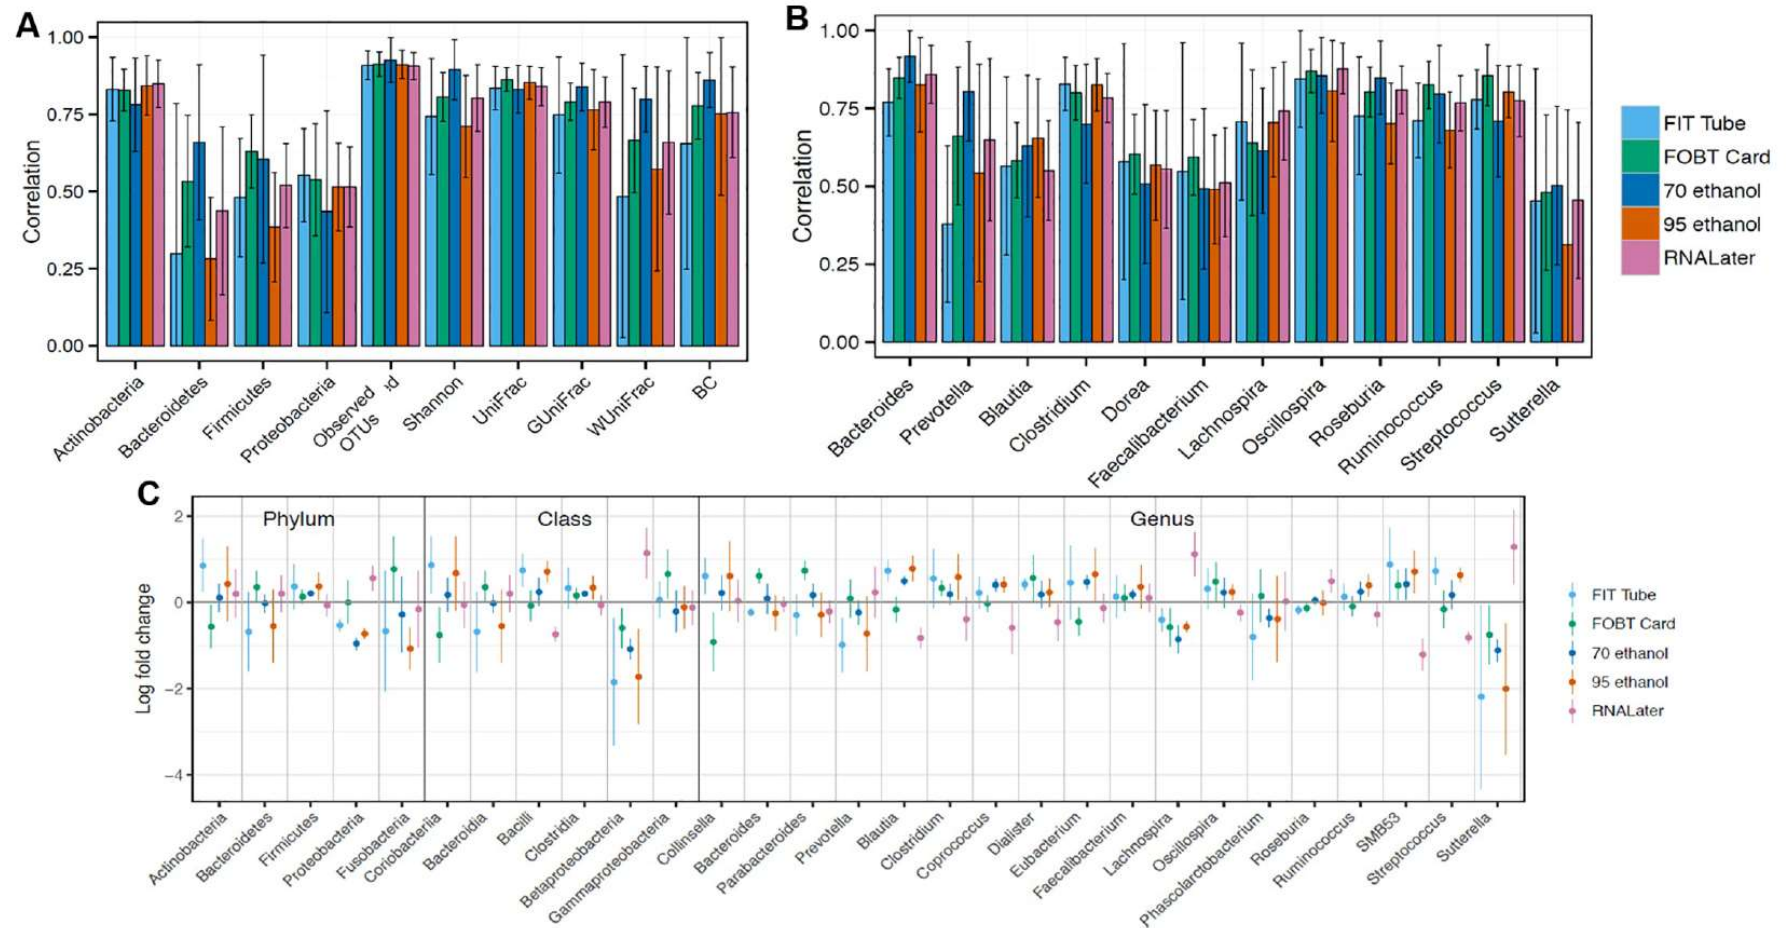 A
1.00
0.75
0.50
0.25
0.00
Correlation
Actinobacteria
Bacteroidetes
Firmicutes
Proteobacteria
Observed
OTUs
Shannon
UniFrac
GUniFrac
WUniFrac
BC
B
1.00
0.75
0.50
0.25
0.00
Correlation
Bacteroides
Prevotella
Blautia
Clostridium
Dorea
Faecalibacterium
Lachnospira
Oscillospira
Roseburia
Ruminococcus
Streptococcus
Sutterella
FIT Tube
FOBT Card
70 ethanol
95 ethanol
RNALater
C
Phylum
Class
Genus
2
0
−2
−4
Log fold change
Actinobacteria
Bacteroidetes
Firmicutes
Proteobacteria
Fusobacteria
Coriobacteriia
Bacteroidia
Bacilli
Clostridia
Betaproteobacteria
Gammaproteobacteria
Collinsella
Bacteroides
Parabacteroides
Prevotella
Blautia
Clostridium
Coprococcus
Dialister
Eubacterium
Faecalibacterium
Lachnospira
Oscillospira
Phascolarctobacterium
Roseburia
Ruminococcus
SMB53
Streptococcus
Sutterella
FIT Tube
FOBT Card
70 ethanol
95 ethanol
RNALater